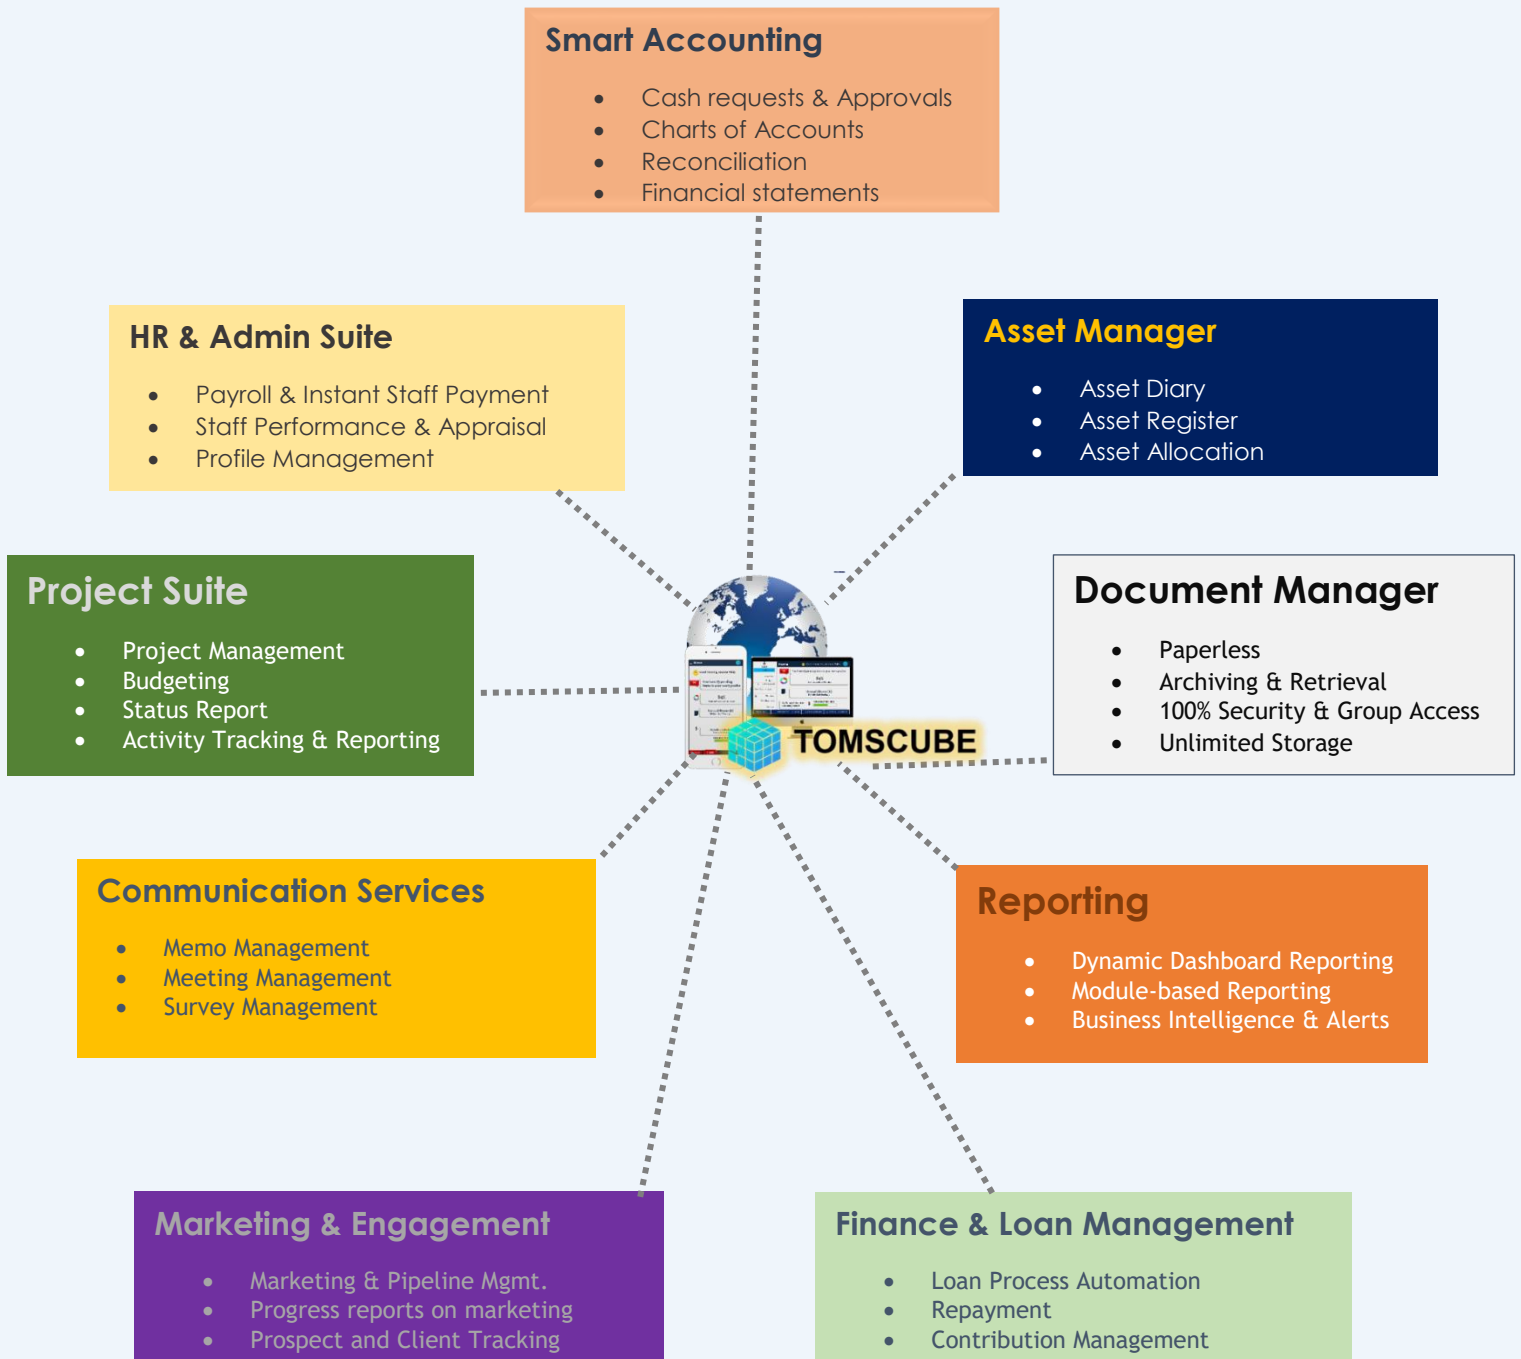 Smart Accounting
• Cash requests & Approvals
• Charts of Accounts
• Reconciliation
• Financial statements
HR & Admin Suite
• Payroll & Instant Staff Payment
• Staff Performance & Appraisal
• Profile Management
Asset Manager
• Asset Diary
• Asset Register
• Asset Allocation
Project Suite
• Project Management
• Budgeting
• Status Report
• Activity Tracking & Reporting
Document Manager
• Paperless
• Archiving & Retrieval
• 100% Security & Group Access
• Unlimited Storage
TOMSCUBE
Communication Services
• Memo Management
• Meeting Management
• Survey Management
Reporting
• Dynamic Dashboard Reporting
• Module-based Reporting
• Business Intelligence & Alerts
Marketing & Engagement
• Marketing & Pipeline Mgmt.
• Progress reports on marketing
• Prospect and Client Tracking
Finance & Loan Management
• Loan Process Automation
• Repayment
• Contribution Management